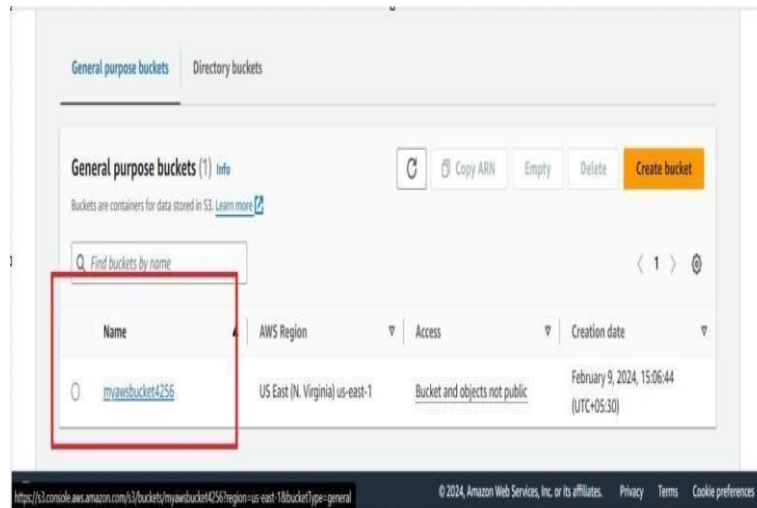 General purpose buckets Directory buckets
General purpose buckets (1) Info
Copy ARN Empty Delete Create bucket
Buckets are containers for data stored in S3. Learn more
Find buckets by name
1
Name AWS Region Access Creation date
myawsbucket4256 US East (N. Virginia) us-east-1 Bucket and objects not public February 9, 2024, 15:06:44
(UTC+05:30)
https://s3.console.aws.amazon.com/s3/buckets/myawsbucket4256?region=us-east-1&bucketType=general © 2024, Amazon Web Services, Inc. or its affiliates. Privacy Terms Cookie preferences